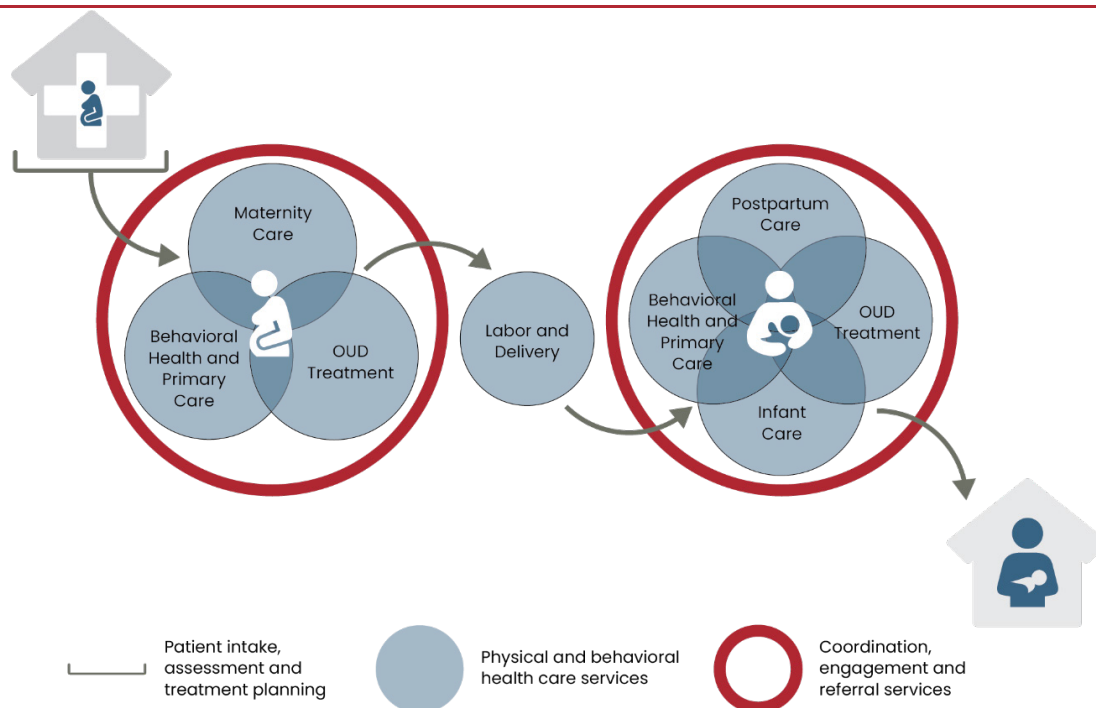 Maternity
Care
Behavioral
Health and
Primary
Care
OUD
Treatment
Labor and
Delivery
Postpartum
Care
Behavioral
Health and
Primary
Care
OUD
Treatment
Infant
Care
Patient intake,
assessment and
treatment planning
Physical and behavioral
health care services
Coordination,
engagement and
referral services